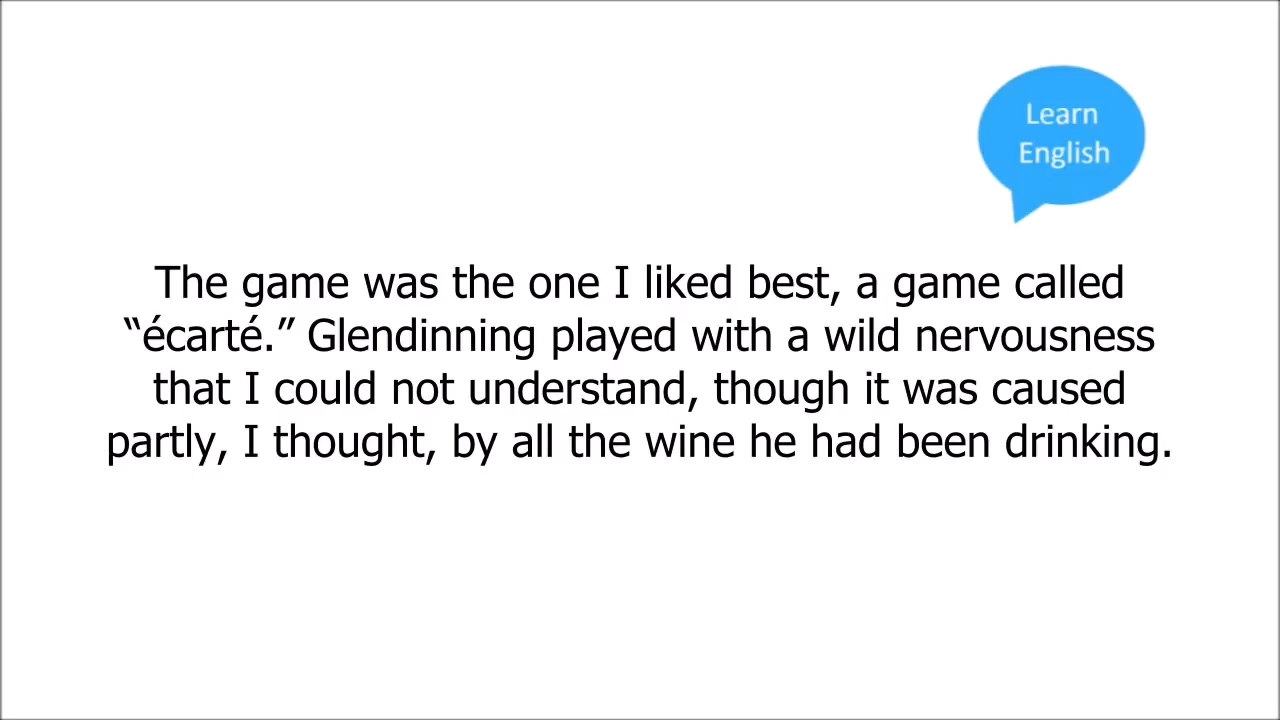 Learn
English
The game was the one I liked best, a game called
“écarté.” Glendinning played with a wild nervousness
that I could not understand, though it was caused
partly, I thought, by all the wine he had been drinking.